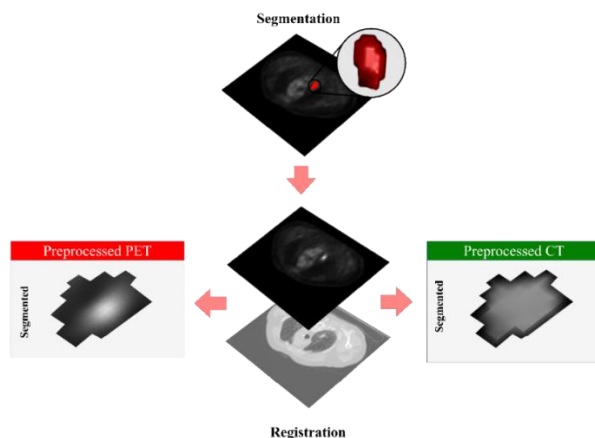 Segmentation
Preprocessed PET
Segmented
Preprocessed CT
Segmented
Registration